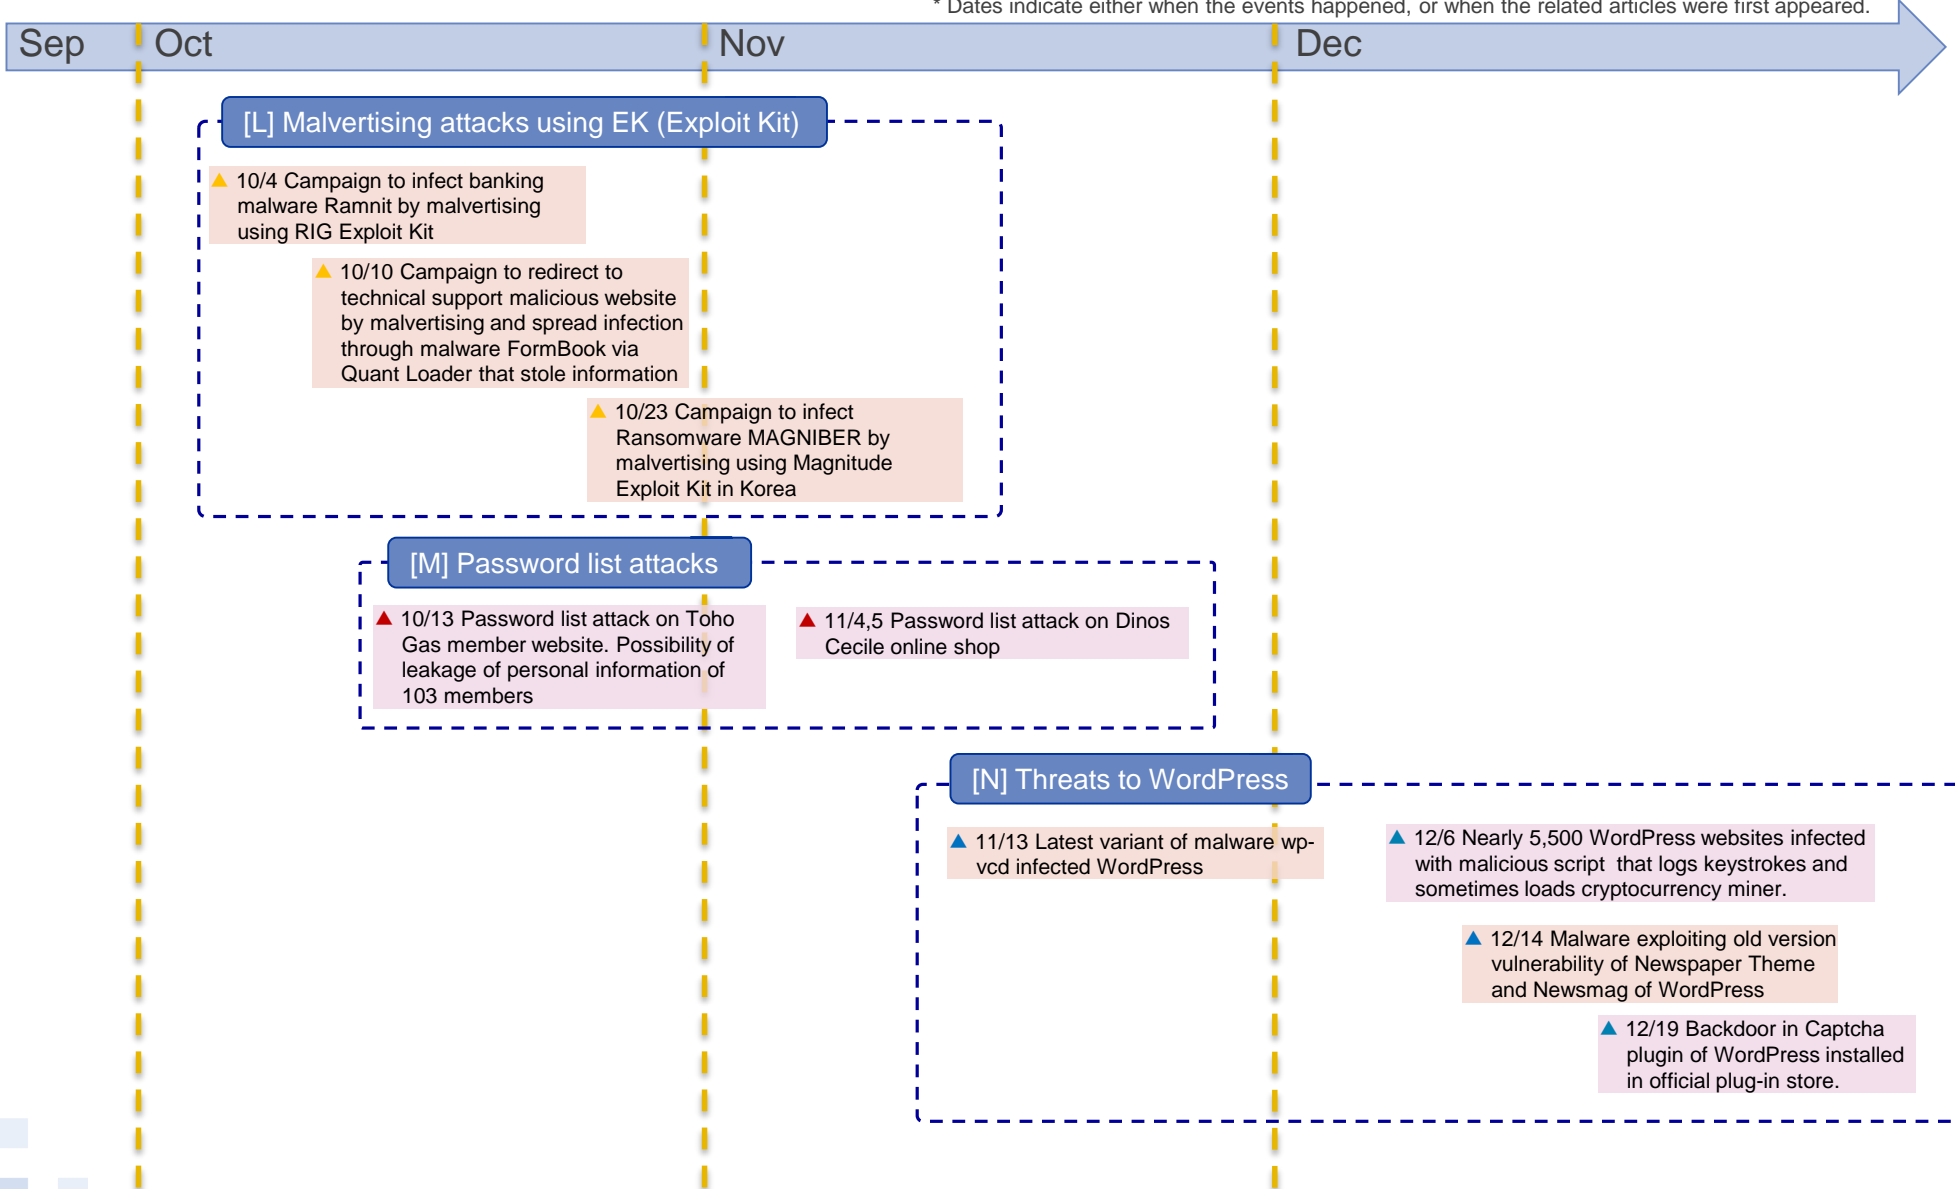 * Dates indicate either when the events happened, or when the related articles were first appeared.
Sep Oct Nov Dec
[L] Malvertising attacks using EK (Exploit Kit)
10/4 Campaign to infect banking
malware Ramnit by malvertising
using RIG Exploit Kit
10/10 Campaign to redirect to
technical support malicious website
by malvertising and spread infection
through malware FormBook via
Quant Loader that stole information
10/23 Campaign to infect
Ransomware MAGNIBER by
malvertising using Magnitude
Exploit Kit in Korea
[M] Password list attacks
10/13 Password list attack on Toho
Gas member website. Possibility of
leakage of personal information of
103 members
11/4,5 Password list attack on Dinos
Cecile online shop
[N] Threats to WordPress
11/13 Latest variant of malware wp-
vcd infected WordPress
12/6 Nearly 5,500 WordPress websites infected
with malicious script that logs keystrokes and
sometimes loads cryptocurrency miner.
12/14 Malware exploiting old version
vulnerability of Newspaper Theme
and Newsmag of WordPress
12/19 Backdoor in Captcha
plugin of WordPress installed
in official plug-in store.